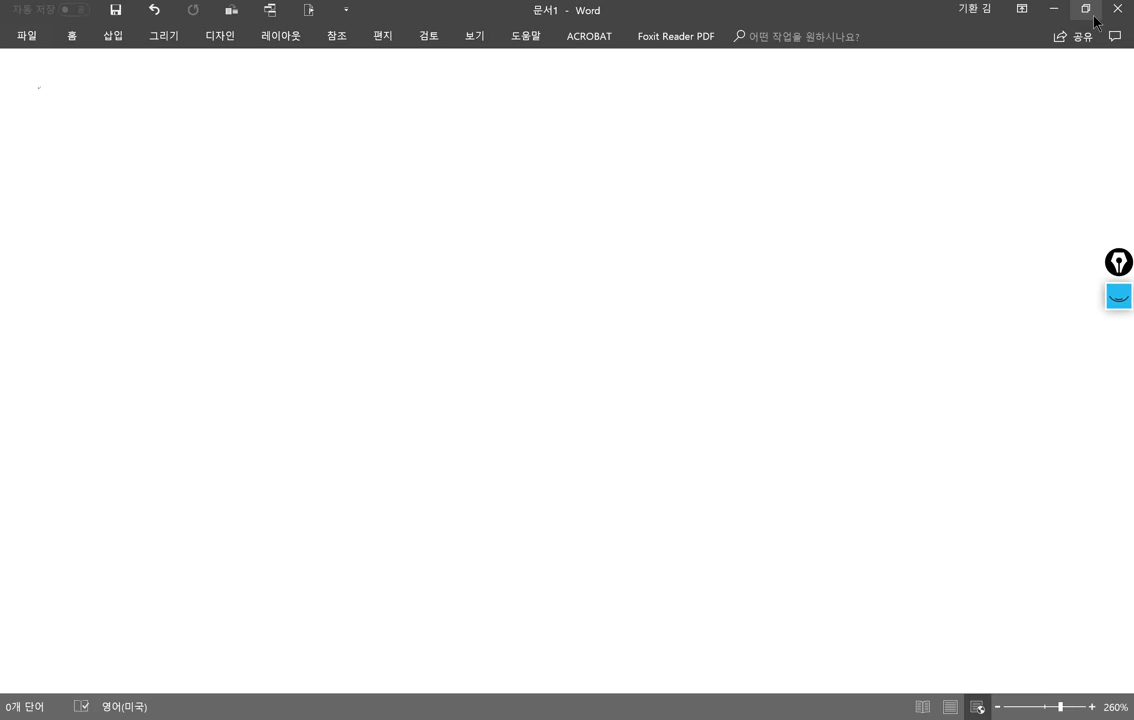 자동 저장 끔
문서1 - Word
기환 김
파일 홈 삽입 그리기 디자인 레이아웃 참조 편지 검토 보기 도움말 ACROBAT Foxit Reader PDF 어떤 작업을 원하시나요? 공유
0개 단어 영어(미국) 260%